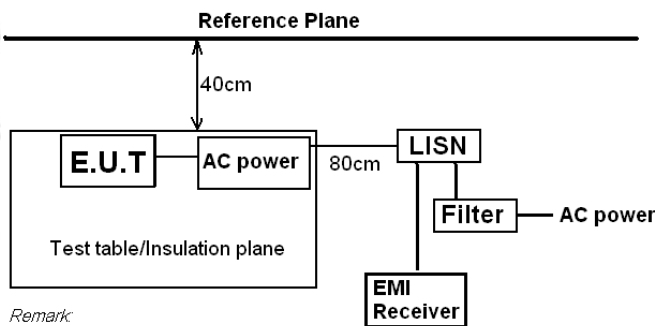 Reference Plane
40cm
E.U.T
AC power
80cm
LISN
Filter
AC power
Test table/Insulation plane
EMI
Receiver
Remark: